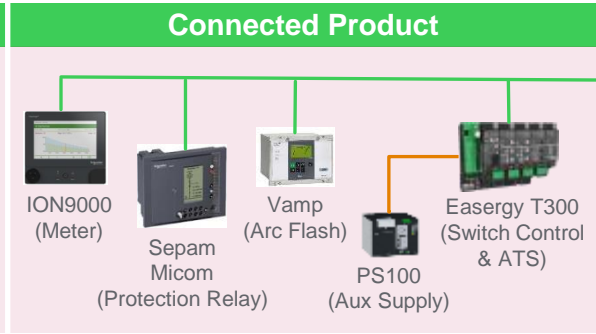 Connected Product
ION9000
(Meter)
Sepam
Micom
(Protection Relay)
Vamp
(Arc Flash)
PS100
(Aux Supply)
Easergy T300
(Switch Control
& ATS)